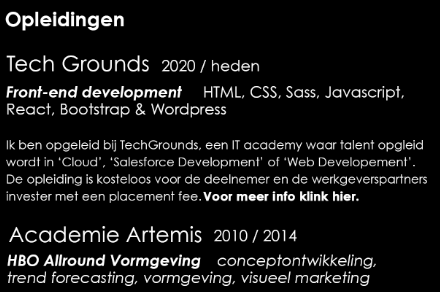 Opleidingen
Tech Grounds 2020 / heden
Front-end development HTML, CSS, Sass, Javascript,
React, Bootstrap & Wordpress
Ik ben opgeleid bij TechGrounds, een IT academy waar talent opgleid
wordt in ‘Cloud’, ‘Salesforce Development’ of ‘Web Developement’.
De opleiding is kosteloos voor de deelnemer en de werkgeverspartners
invester met een placement fee. Voor meer info klink hier.
Academie Artemis 2010 / 2014
HBO Allround Vormgeving conceptontwikkeling,
trend forecasting, vormgeving, visueel marketing